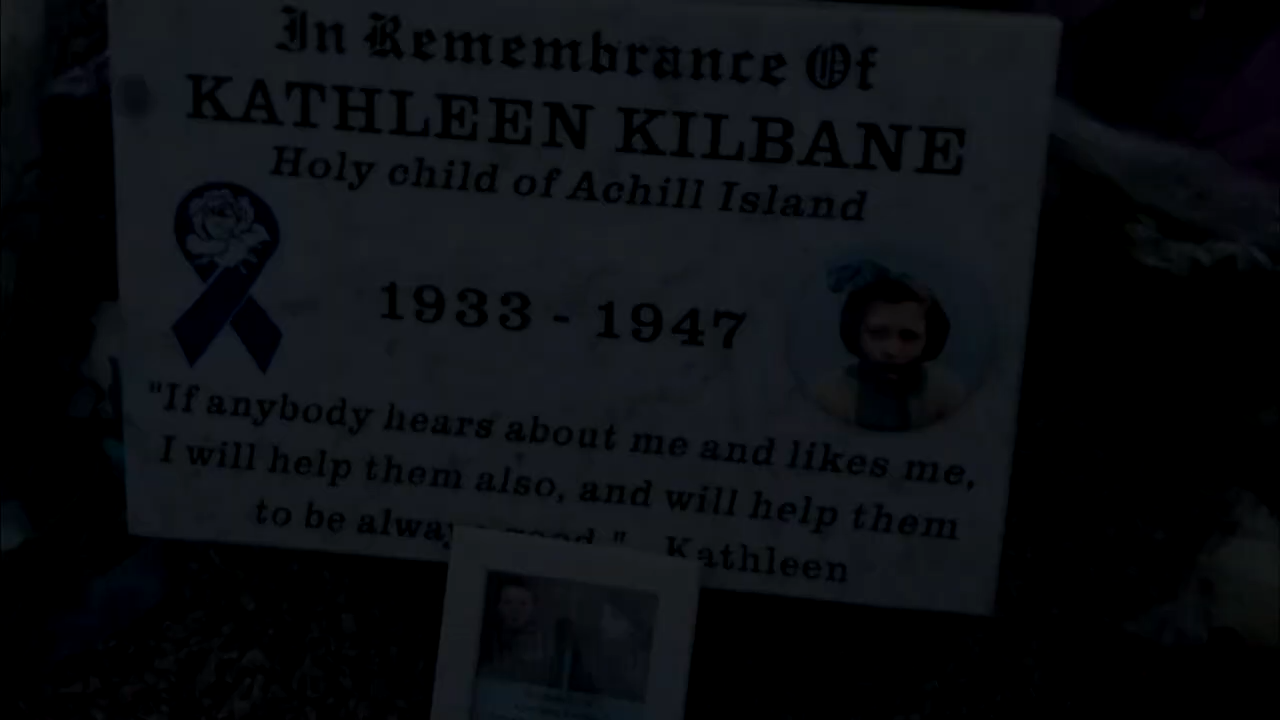 In Remembrance Of
KATHLEEN KILBANE
Holy child of Achill Island
1933 - 1947
"If anybody hears about me and likes me,
I will help them also, and will help them
to be good." Kathleen